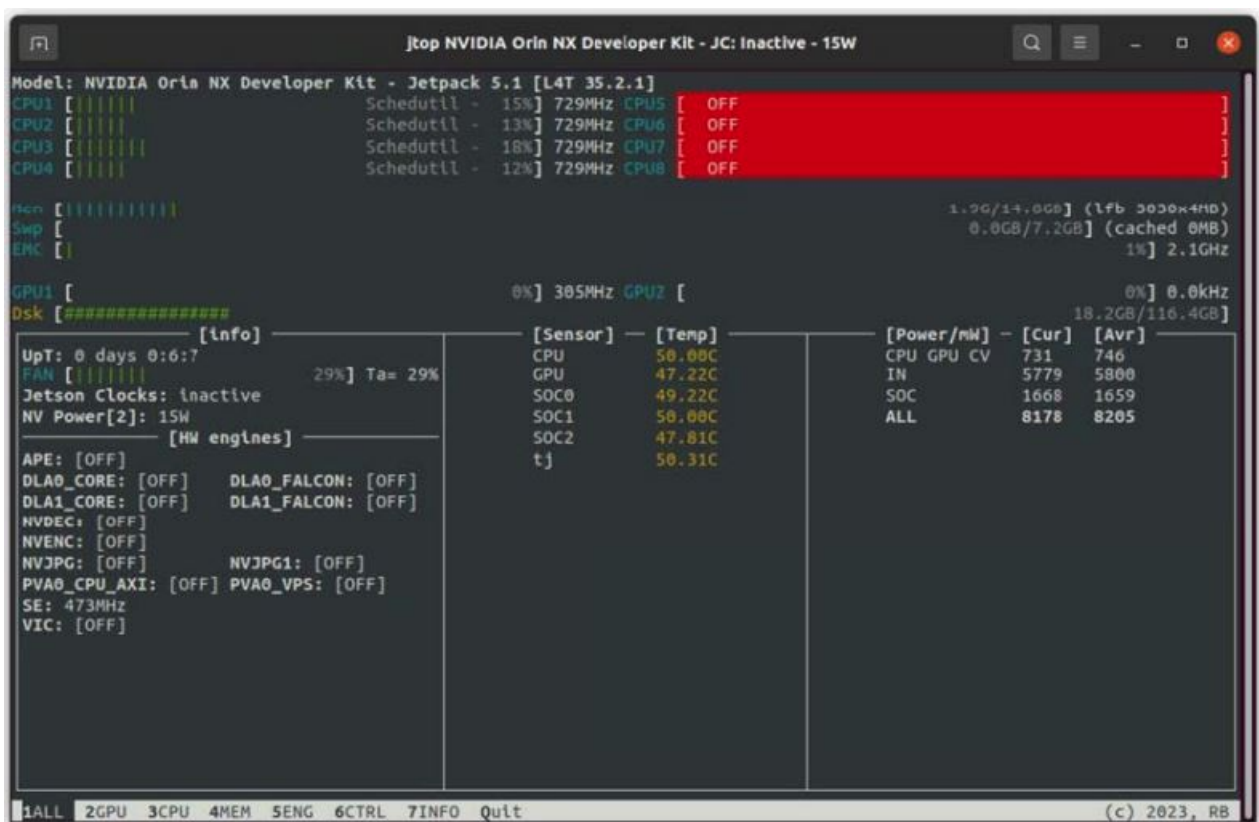 jtop NVIDIA Orin NX Developer Kit - JC: Inactive - 15W
Model: NVIDIA Orin NX Developer Kit - Jetpack 5.1 [L4T 35.2.1]
CPU1 [|||||| Schedutil - 15%] 729MHz CPU5 [ OFF ]
CPU2 [||||| Schedutil - 13%] 729MHz CPU6 [ OFF ]
CPU3 [||||||| Schedutil - 18%] 729MHz CPU7 [ OFF ]
CPU4 [||||| Schedutil - 12%] 729MHz CPU8 [ OFF ]
Mem [||||||||||| (lfb
Swp [ 0.0GB/7.2GB] (cached 0MB)
EMC [| 1%] 2.1GHz
GPU1 [ 0%] 305MHz GPU2 [ 0%] 0.0kHz
Dsk [################ 18.2GB/116.4GB]
[info] [Sensor] [Temp] [Power/mW] [Cur] [Avr]
UpT: 0 days 0:6:7 CPU 50.00C CPU GPU CV 731 746
FAN [||||||| 29%] Ta= 29% GPU 47.22C IN 5779 5800
Jetson Clocks: inactive SOC0 49.22C SOC 1668 1659
NV Power[2]: 15W SOC1 50.00C ALL 8178 8205
[HW engines] SOC2 47.81C
APE: [OFF] tj 50.31C
DLA0_CORE: [OFF] DLA0_FALCON: [OFF]
DLA1_CORE: [OFF] DLA1_FALCON: [OFF]
NVDEC: [OFF]
NVENC: [OFF]
NVJPG: [OFF] NVJPG1: [OFF]
PVA0_CPU_AXI: [OFF] PVA0_VPS: [OFF]
SE: 473MHz
VIC: [OFF]
1ALL 2GPU 3CPU 4MEM 5ENG 6CTRL 7INFO Quit (c) 2023, RB